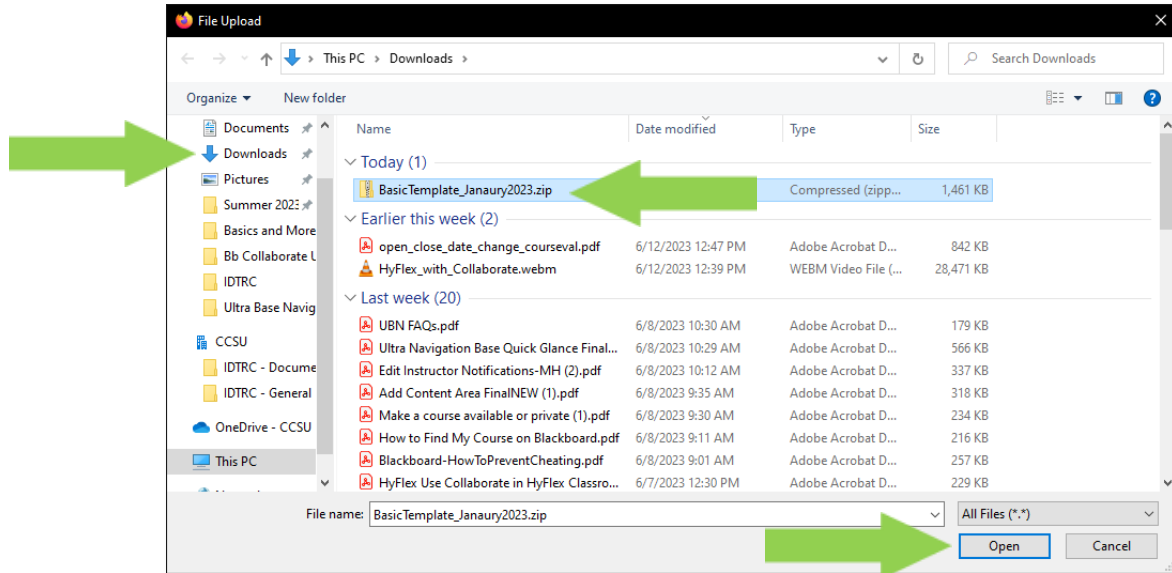 File Upload
This PC > Downloads >
Search Downloads
Organize
New folder
Documents
Downloads
Pictures
Summer 2023
Basics and More
Bb Collaborate U
IDTRC
Ultra Base Navig
CCSU
IDTRC - Docume
IDTRC - General
OneDrive - CCSU
This PC
Name Date modified Type Size
Today (1)
BasicTemplate_Janaury2023.zip Compressed (zipp... 1,461 KB
Earlier this week (2)
open_close_date_change_courseval.pdf 6/12/2023 12:47 PM Adobe Acrobat D... 842 KB
HyFlex_with_Collaborate.webm 6/12/2023 12:39 PM WEBM Video File (... 28,471 KB
Last week (20)
UBN FAQs.pdf 6/8/2023 10:30 AM Adobe Acrobat D... 179 KB
Ultra Navigation Base Quick Glance Final... 6/8/2023 10:29 AM Adobe Acrobat D... 566 KB
Edit Instructor Notifications-MH (2).pdf 6/8/2023 10:12 AM Adobe Acrobat D... 337 KB
Add Content Area FinalNEW (1).pdf 6/8/2023 9:35 AM Adobe Acrobat D... 318 KB
Make a course available or private (1).pdf 6/8/2023 9:30 AM Adobe Acrobat D... 234 KB
How to Find My Course on Blackboard.pdf 6/8/2023 9:11 AM Adobe Acrobat D... 216 KB
Blackboard-HowToPreventCheating.pdf 6/8/2023 9:01 AM Adobe Acrobat D... 257 KB
HyFlex Use Collaborate in HyFlex Classro... 6/7/2023 12:30 PM Adobe Acrobat D... 229 KB
File name: BasicTemplate_Janaury2023.zip
All Files (*.*)
Open
Cancel